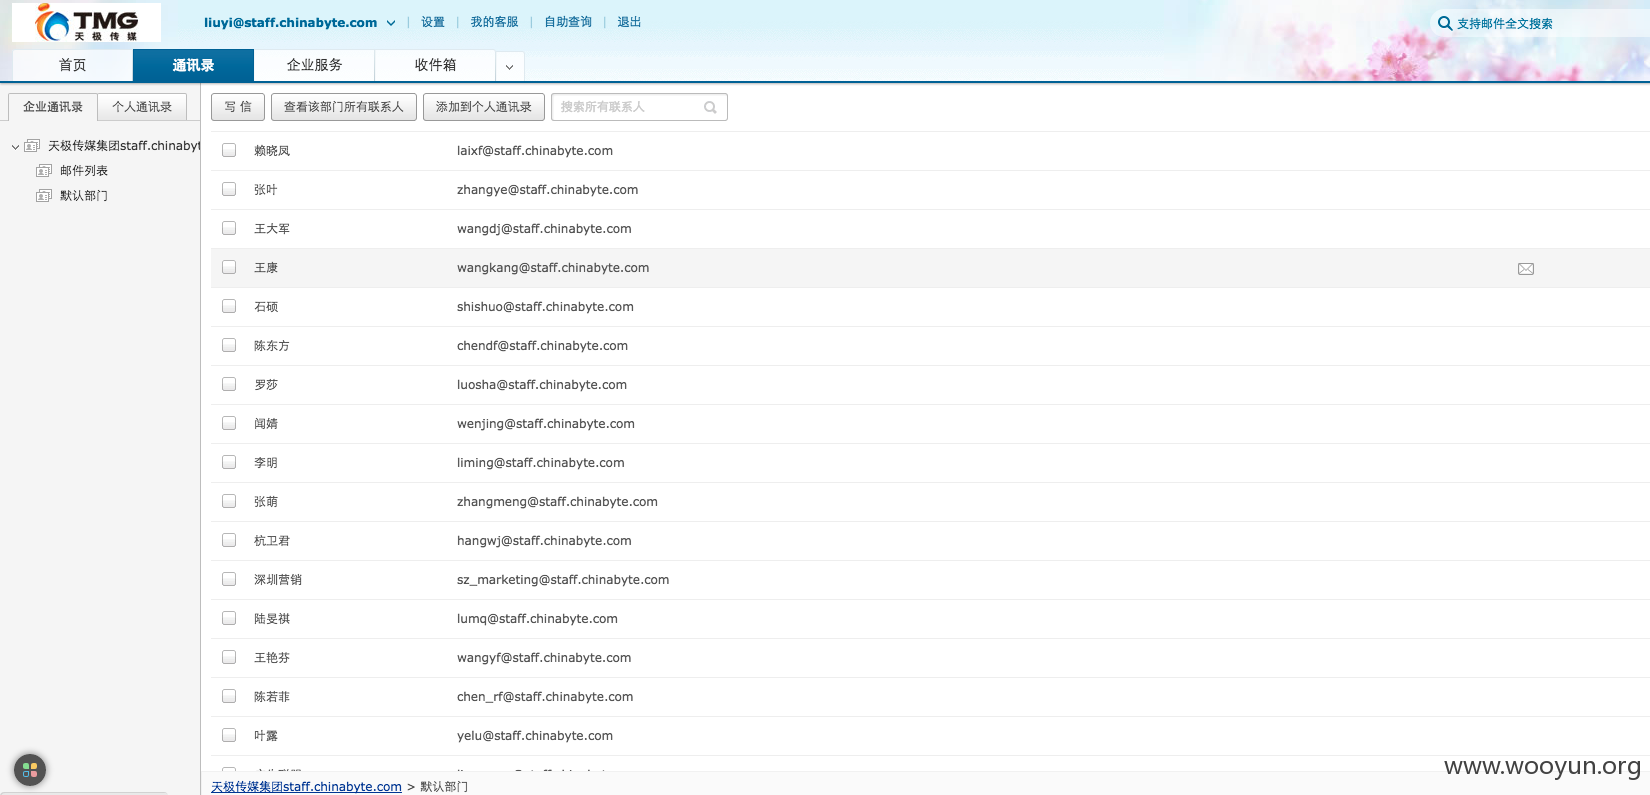 TMG
天极传媒
liuyi@staff.chinabyte.com | 设置 | 我的客服 | 自助查询 | 退出
支持邮件全文搜索
首页 通讯录 企业服务 收件箱
企业通讯录 个人通讯录
写 信 查看该部门所有联系人 添加到个人通讯录 搜索所有联系人
天极传媒集团staff.chinabyt
邮件列表
默认部门
赖晓凤 laixf@staff.chinabyte.com
张叶 zhangye@staff.chinabyte.com
王大军 wangdj@staff.chinabyte.com
王康 wangkang@staff.chinabyte.com
石硕 shishuo@staff.chinabyte.com
陈东方 chendf@staff.chinabyte.com
罗莎 luosha@staff.chinabyte.com
闻婧 wenjing@staff.chinabyte.com
李明 liming@staff.chinabyte.com
张萌 zhangmeng@staff.chinabyte.com
杭卫君 hangwj@staff.chinabyte.com
深圳营销 sz_marketing@staff.chinabyte.com
陆旻祺 lumq@staff.chinabyte.com
王艳芬 wangyf@staff.chinabyte.com
陈若菲 chen_rf@staff.chinabyte.com
叶露 yelu@staff.chinabyte.com
天极传媒集团staff.chinabyte.com > 默认部门
www.wooyun.org